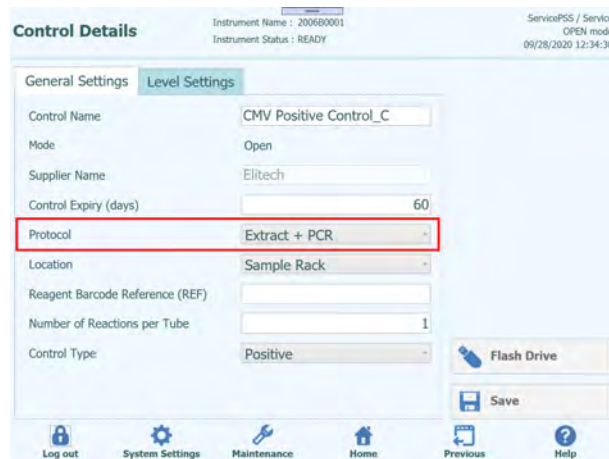 Control Details
Instrument Name : 2006B0001
Instrument Status : READY
ServicePSS / Servic
OPEN mod
09/28/2020 12:34:30
General Settings
Level Settings
Control Name CMV Positive Control_C
Mode Open
Supplier Name Elitech
Control Expiry (days) 60
Protocol Extract + PCR
Location Sample Rack
Reagent Barcode Reference (REF)
Number of Reactions per Tube 1
Control Type Positive
Flash Drive
Save
Log out System Settings Maintenance Home Previous Help